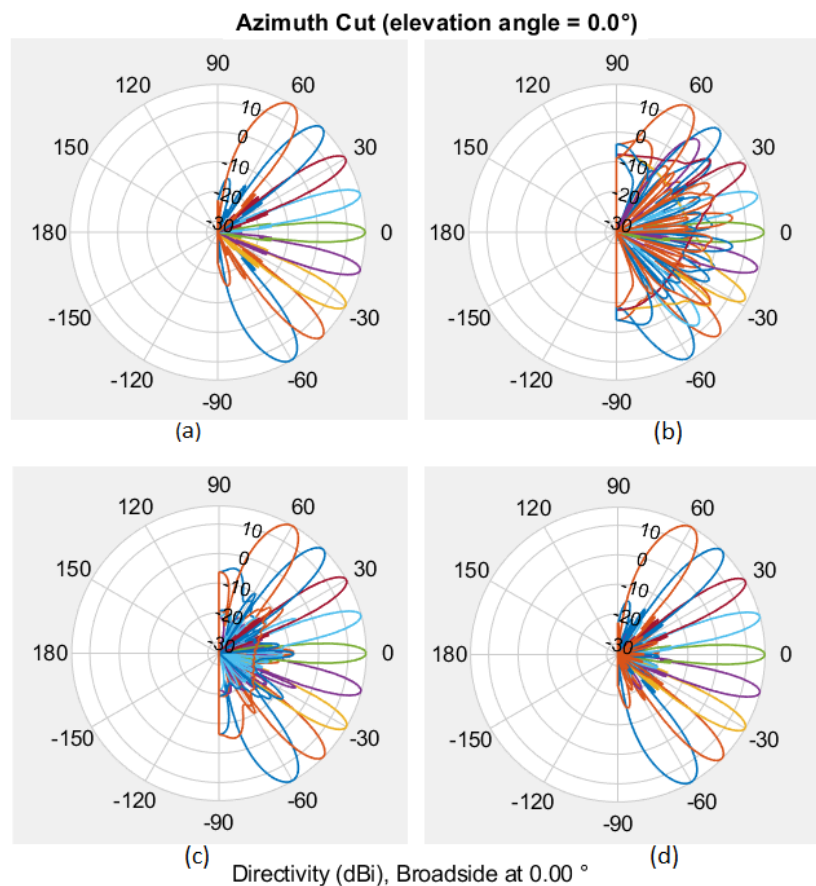 Azimuth Cut (elevation angle = 0.0°)
90 90
120 60 120 60
150 10 30 150 10 30
0 0
-10 -10
-20 -20
180 -30 0 180 -30 0
-150 -30 -150 -30
-120 -60 -120 -60
-90 -90
(a) (b)
90 90
120 60 120 60
150 10 30 150 10 30
0 0
-10 -10
-20 -20
180 -30 0 180 -30 0
-150 -30 -150 -30
-120 -60 -120 -60
-90 -90
(c) (d)
Directivity (dBi), Broadside at 0.00 °